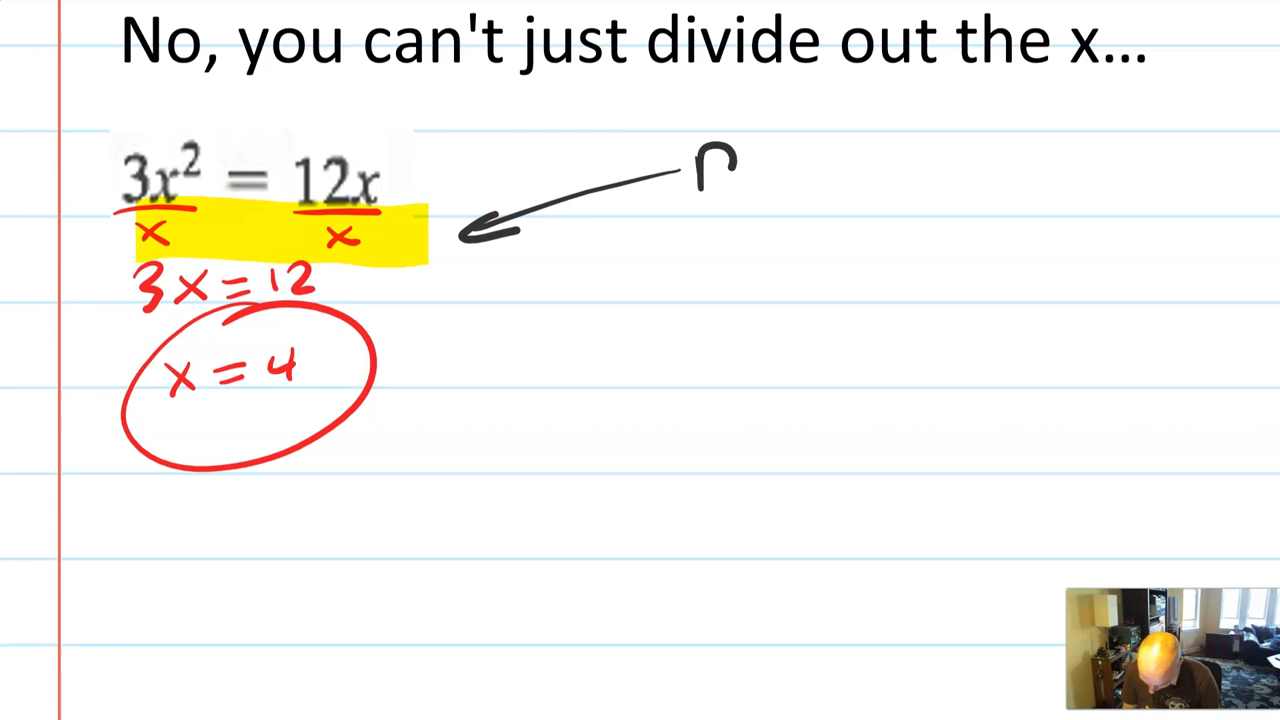 No, you can't just divide out the x...
3x² = 12x
x x
3x = 12
x = 4